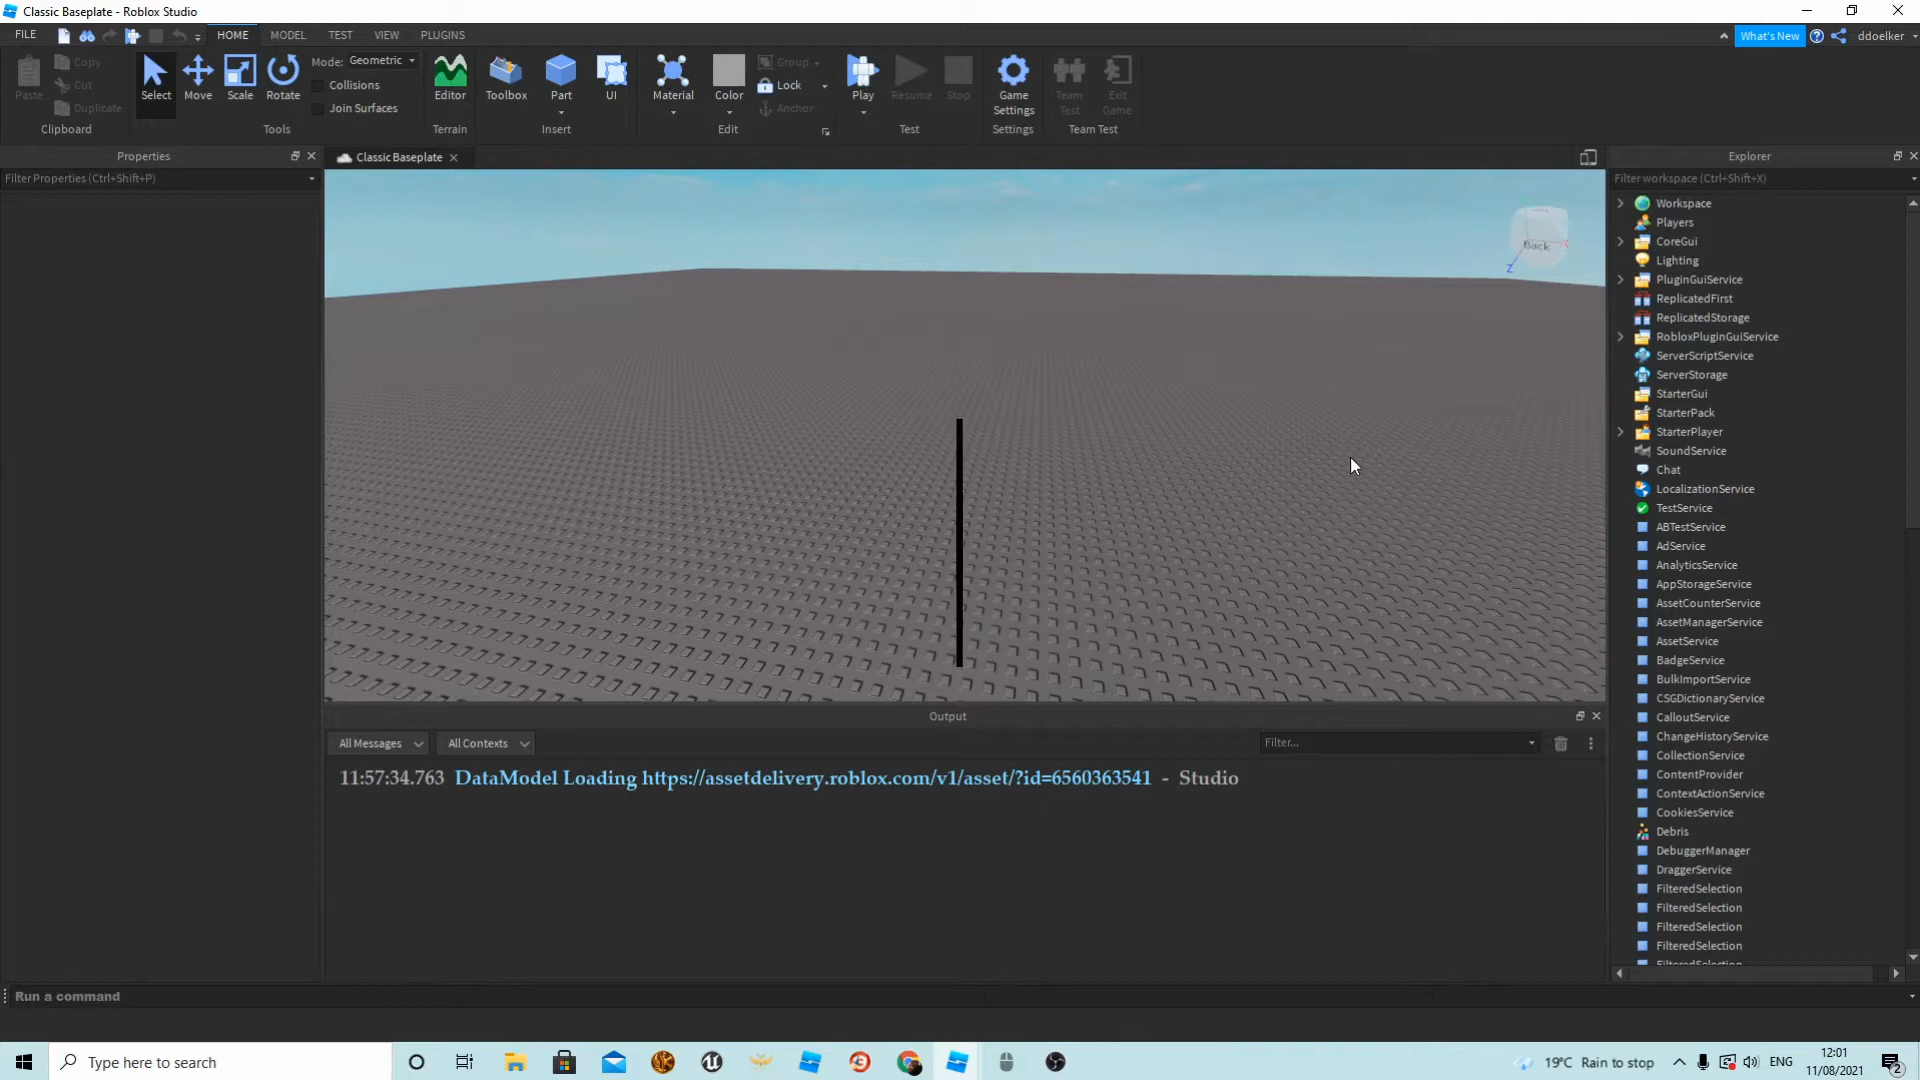 Classic Baseplate - Roblox Studio
FILE
HOME
MODEL
TEST
VIEW
PLUGINS
What's New
ddoelker
Paste
Copy
Cut
Duplicate
Clipboard
Select
Move
Scale
Rotate
Mode: Geometric
Collisions
Join Surfaces
Tools
Editor
Terrain
Toolbox
Part
UI
Insert
Material
Color
Group
Lock
Anchor
Edit
Play
Resume
Stop
Test
Game Settings
Settings
Team Test
Exit Game
Team Test
Properties
Filter Properties (Ctrl+Shift+P)
Classic Baseplate
Back
Z
Explorer
Filter workspace (Ctrl+Shift+X)
Workspace
Players
CoreGui
Lighting
PluginGuiService
ReplicatedFirst
ReplicatedStorage
RobloxPluginGuiService
ServerScriptService
ServerStorage
StarterGui
StarterPack
StarterPlayer
SoundService
Chat
LocalizationService
TestService
ABTestService
AdService
AnalyticsService
AppStorageService
AssetCounterService
AssetManagerService
AssetService
BadgeService
BulkImportService
CSGDictionaryService
CalloutService
ChangeHistoryService
CollectionService
ContentProvider
ContextActionService
CookiesService
Debris
DebuggerManager
DraggerService
FilteredSelection
FilteredSelection
FilteredSelection
FilteredSelection
FilteredSelection
Output
All Messages
All Contexts
Filter...
11:57:34.763 DataModel Loading https://assetdelivery.roblox.com/v1/asset/?id=6560363541 - Studio
Run a command
Type here to search
19°C Rain to stop
ENG
12:01
11/08/2021
2